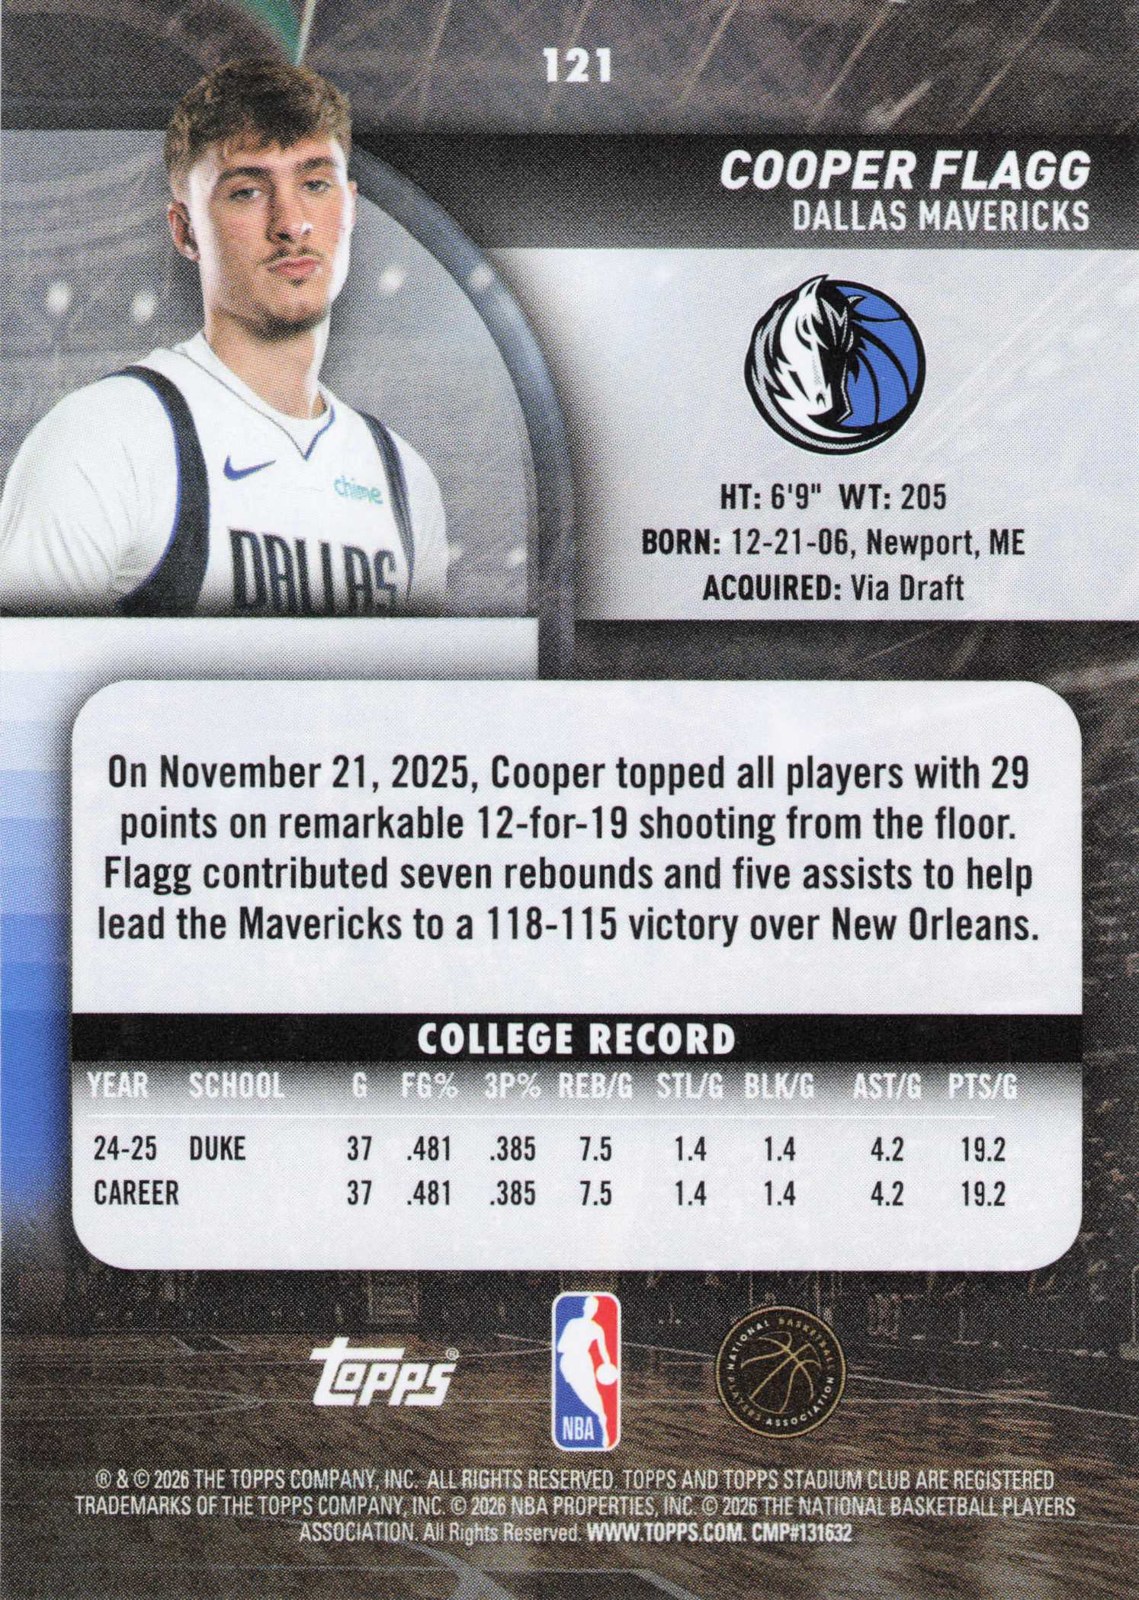 121
COOPER FLAGG
DALLAS MAVERICKS
chime
DALLAS
HT: 6'9" WT: 205
BORN: 12-21-06, Newport, ME
ACQUIRED: Via Draft
On November 21, 2025, Cooper topped all players with 29
points on remarkable 12-for-19 shooting from the floor.
Flagg contributed seven rebounds and five assists to help
lead the Mavericks to a 118-115 victory over New Orleans.
COLLEGE RECORD
YEAR SCHOOL G FG% 3P% REB/G STL/G BLK/G AST/G PTS/G
24-25 DUKE 37 .481 .385 7.5 1.4 1.4 4.2 19.2
CAREER 37 .481 .385 7.5 1.4 1.4 4.2 19.2
Topps®
NBA
NATIONAL BASKETBALL PLAYERS ASSOCIATION
® & © 2026 THE TOPPS COMPANY, INC. ALL RIGHTS RESERVED. TOPPS AND TOPPS STADIUM CLUB ARE REGISTERED
TRADEMARKS OF THE TOPPS COMPANY, INC. © 2026 NBA PROPERTIES, INC. © 2026 THE NATIONAL BASKETBALL PLAYERS
ASSOCIATION. All Rights Reserved. WWW.TOPPS.COM. CMP#131632